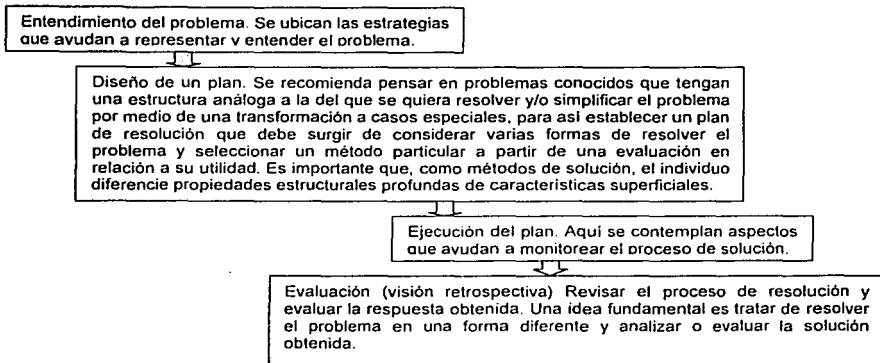 Entendimiento del problema. Se ubican las estrategias
que ayudan a representar y entender el problema.
Diseño de un plan. Se recomienda pensar en problemas conocidos que tengan
una estructura análoga a la del que se quiera resolver y/o simplificar el problema
por medio de una transformación a casos especiales, para así establecer un plan
de resolución que debe surgir de considerar varias formas de resolver el
problema y seleccionar un método particular a partir de una evaluación en
relación a su utilidad. Es importante que, como métodos de solución, el individuo
diferencie propiedades estructurales profundas de características superficiales.
Ejecución del plan. Aquí se contemplan aspectos
que ayudan a monitorear el proceso de solución.
Evaluación (visión retrospectiva) Revisar el proceso de resolución y
evaluar la respuesta obtenida. Una idea fundamental es tratar de resolver
el problema en una forma diferente y analizar o evaluar la solución
obtenida.